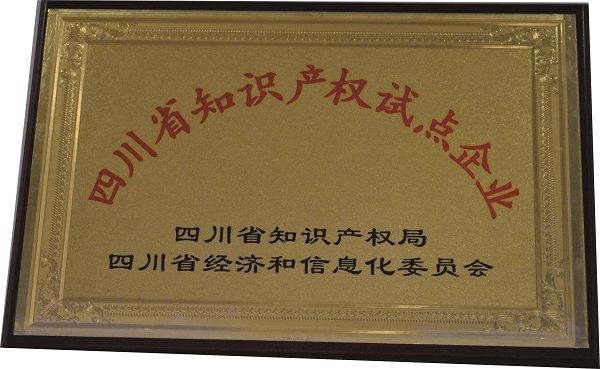 四川省知识产权试点企业
四川省知识产权局
四川省经济和信息化委员会